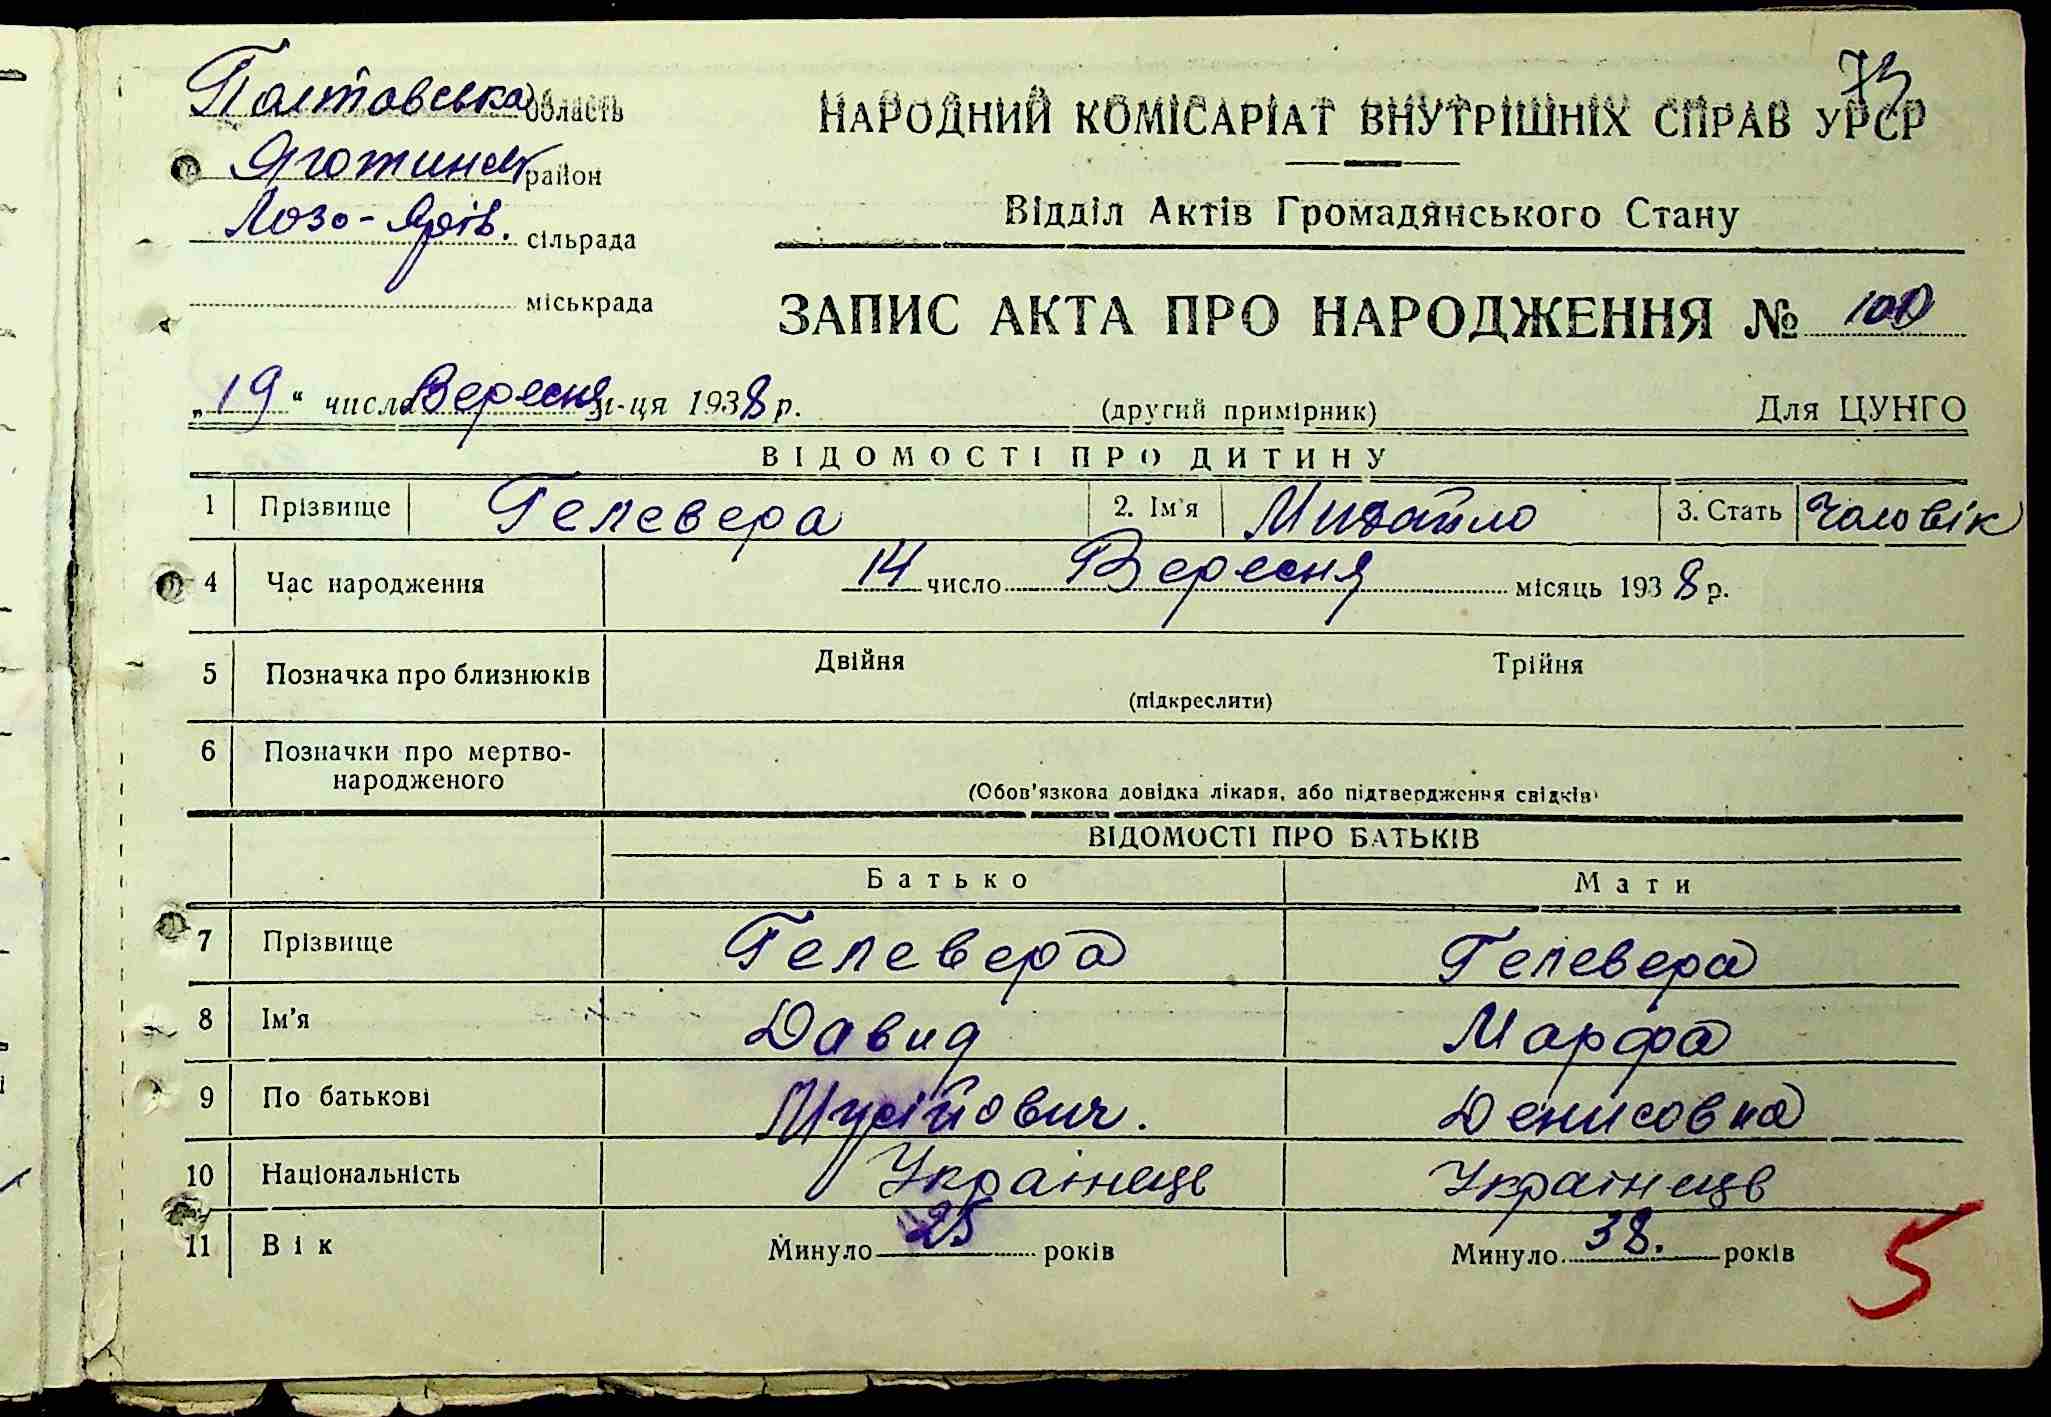 73
Полтавська область
НАРОДНИЙ КОМІСАРІАТ ВНУТРІШНІХ СПРАВ УРСР
Яготинськ район
Лозо-Ярів. сільрада
Відділ Актів Громадянського Стану
міськрада
ЗАПИС АКТА ПРО НАРОДЖЕННЯ № 100
„19“ числа Вересня м-ця 1938 р. (другий примірник) Для ЦУНГО
ВІДОМОСТІ ПРО ДИТИНУ
1 Прізвище Гелевера 2. Ім'я Михайло 3. Стать Чоловік
4 Час народження 14 число Вересня місяць 1938 р.
5 Позначка про близнюків Двійня Трійня
(підкреслити)
6 Позначки про мертво-
народженого
(Обов'язкова довідка лікаря, або підтвердження свідків)
ВІДОМОСТІ ПРО БАТЬКІВ
Батько Мати
7 Прізвище Гелевера Гелевера
8 Ім'я Давид Марфа
9 По батькові Мусійович. Денисовна
10 Національність Українець Українець
11 Вік Минуло 25 років Минуло 38. років
5